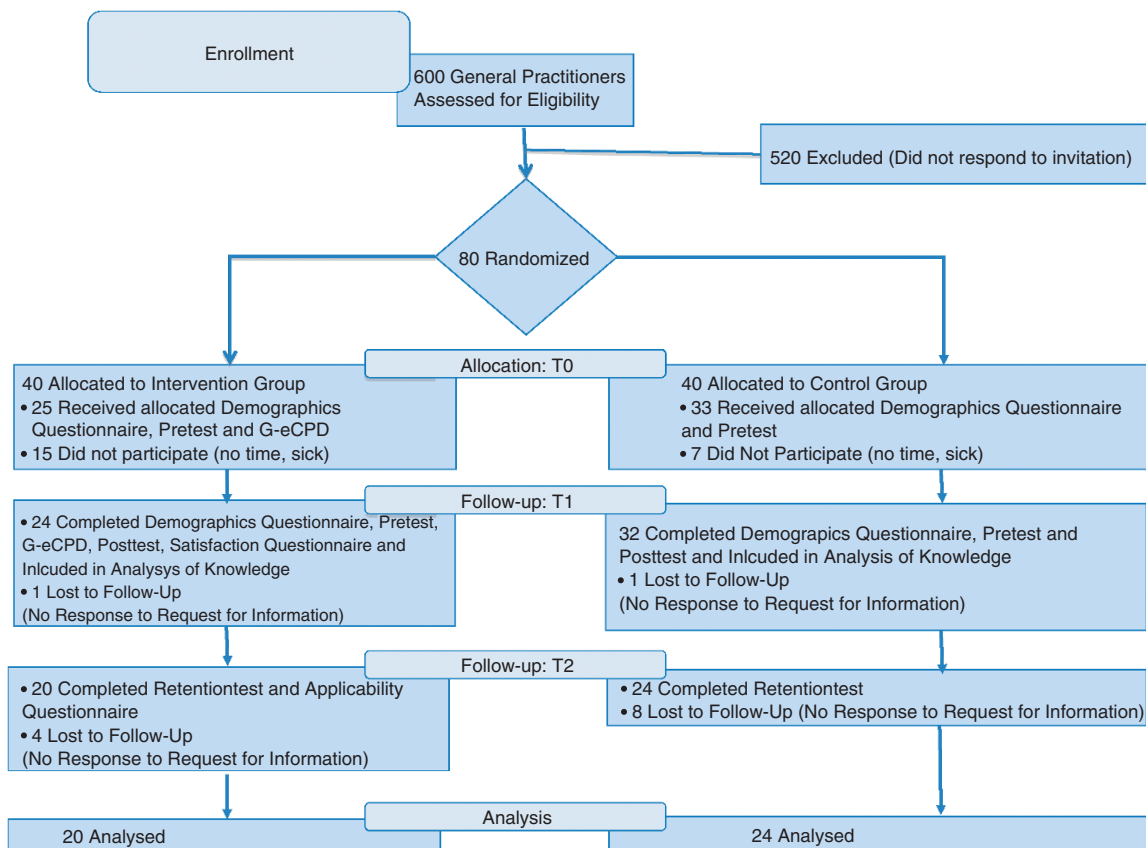 Enrollment
600 General Practitioners
Assessed for Eligibility
520 Excluded (Did not respond to invitation)
80 Randomized
Allocation: T0
40 Allocated to Intervention Group
• 25 Received allocated Demographics
Questionnaire, Pretest and G-eCPD
• 15 Did not participate (no time, sick)
40 Allocated to Control Group
• 33 Received allocated Demographics Questionnaire
and Pretest
• 7 Did Not Participate (no time, sick)
Follow-up: T1
• 24 Completed Demographics Questionnaire, Pretest,
G-eCPD, Posttest, Satisfaction Questionnaire and
Inlcuded in Analysys of Knowledge
• 1 Lost to Follow-Up
(No Response to Request for Information)
32 Completed Demograpics Questionnaire, Pretest and
Posttest and Inlcuded in Analysis of Knowledge
• 1 Lost to Follow-Up
(No Response to Request for Information)
Follow-up: T2
• 20 Completed Retentiontest and Applicability
Questionnaire
• 4 Lost to Follow-Up
(No Response to Request for Information)
• 24 Completed Retentiontest
• 8 Lost to Follow-Up (No Response to Request for Information)
Analysis
20 Analysed
24 Analysed